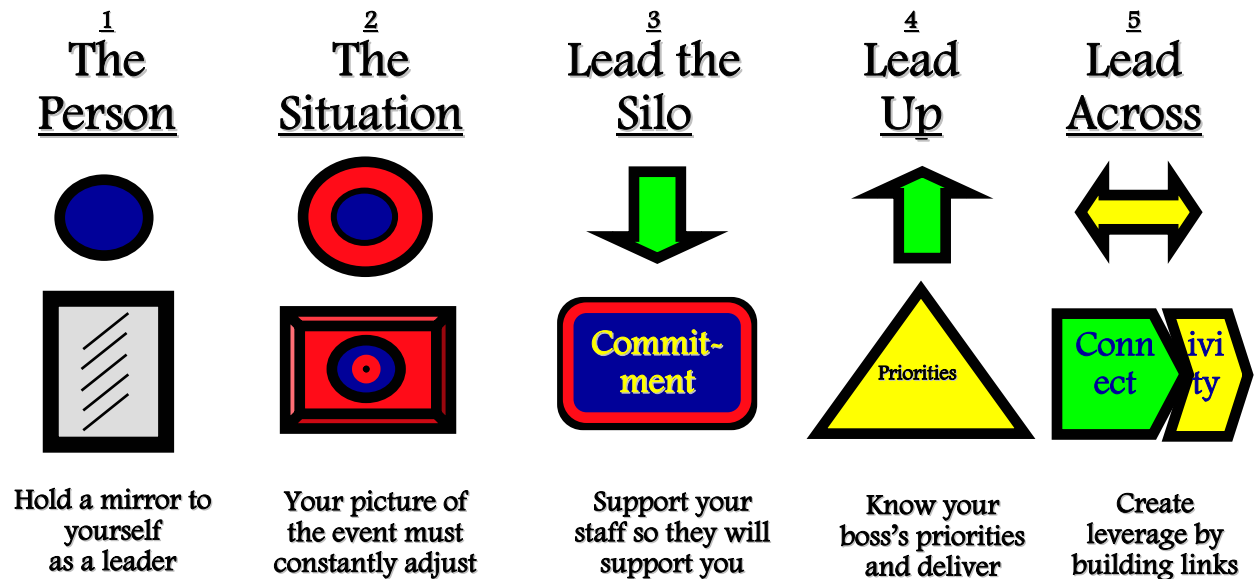 1
The
Person
Hold a mirror to
yourself
as a leader
2
The
Situation
Your picture of
the event must
constantly adjust
3
Lead the
Silo
Commit-
ment
Support your
staff so they will
support you
4
Lead
Up
Priorities
Know your
boss’s priorities
and deliver
5
Lead
Across
Conn
ect
ivi
ty
Create
leverage by
building links